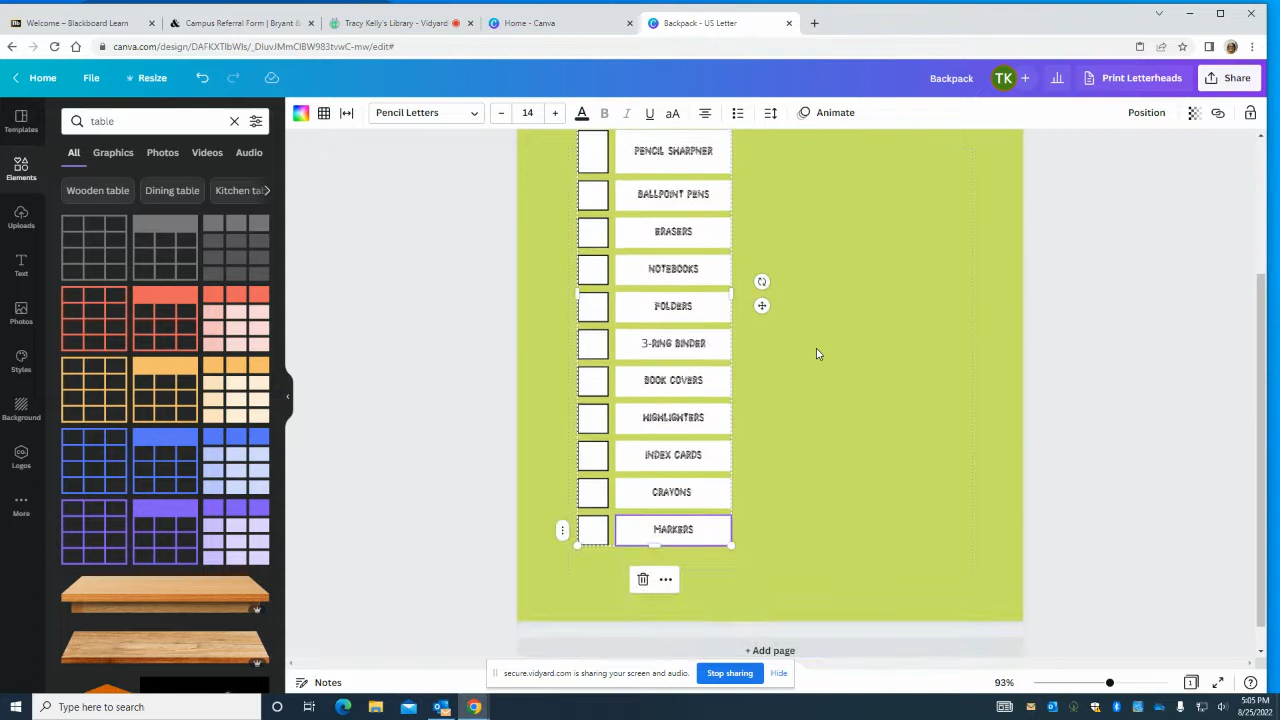 Welcome – Blackboard Learn
Campus Referral Form | Bryant &
Tracy Kelly's Library - Vidyard
Home - Canva
Backpack - US Letter
canva.com/design/DAFKXTlbWls/_DluvJMmClBW983tvwC-mw/edit#
Home
File
Resize
Backpack
TK
Print Letterheads
Share
Templates
table
Pencil Letters
14
A
B
I
U
aA
Animate
Position
All
Graphics
Photos
Videos
Audio
Elements
Wooden table
Dining table
Kitchen tal
Uploads
Text
Photos
Styles
Background
Logos
More
PENCIL SHARPNER
BALLPOINT PENS
ERASERS
NOTEBOOKS
FOLDERS
3-RING BINDER
BOOK COVERS
HIGHLIGHTERS
INDEX CARDS
CRAYONS
MARKERS
+ Add page
secure.vidyard.com is sharing your screen and audio.
Stop sharing
Hide
Notes
93%
1
Type here to search
5:05 PM
8/25/2022